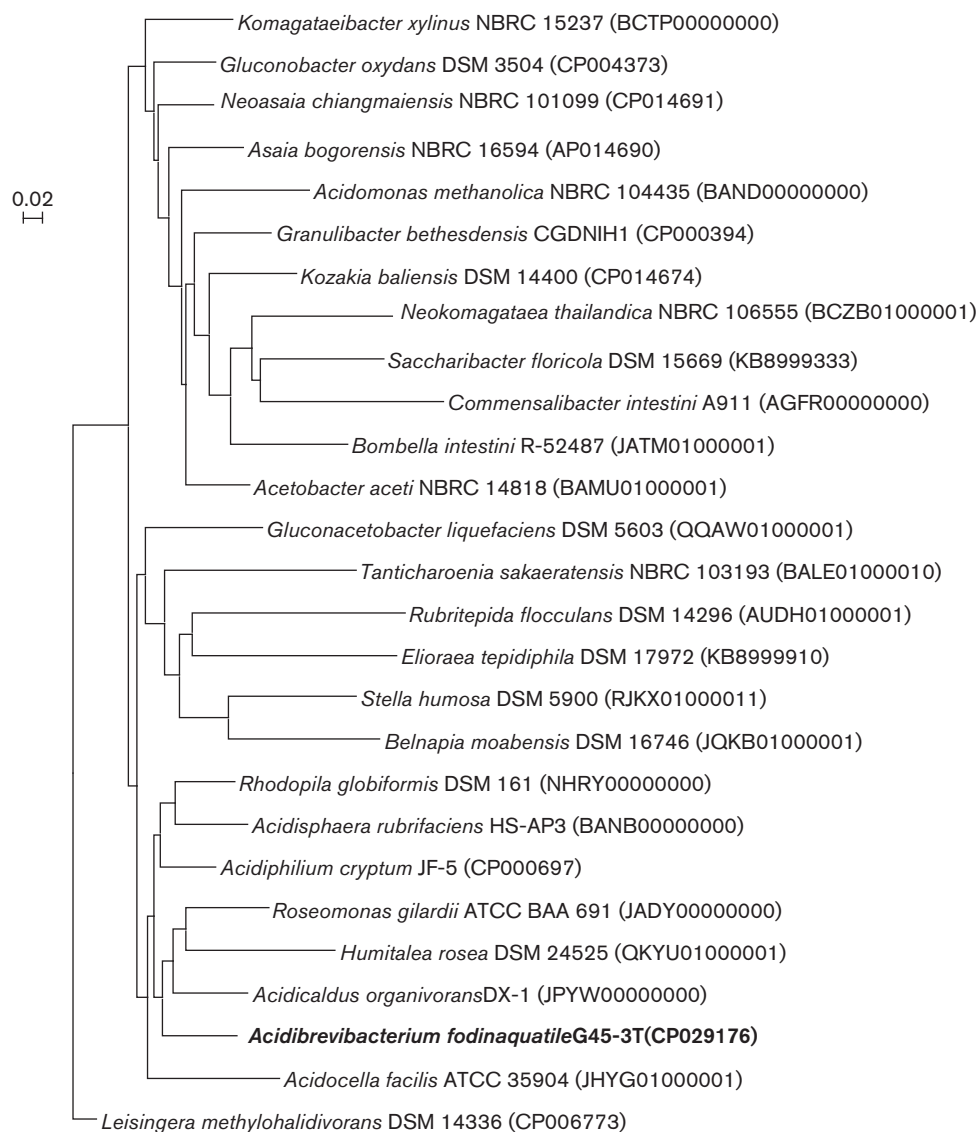 Komagataeibacter xylinus NBRC 15237 (BCTP00000000)
Gluconobacter oxydans DSM 3504 (CP004373)
Neoasaia chiangmaiensis NBRC 101099 (CP014691)
Asaia bogorensis NBRC 16594 (AP014690)
0.02
Acidomonas methanolica NBRC 104435 (BAND00000000)
Granulibacter bethesdensis CGDNIH1 (CP000394)
Kozakia baliensis DSM 14400 (CP014674)
Neokomagataea thailandica NBRC 106555 (BCZB01000001)
Saccharibacter floricola DSM 15669 (KB8999333)
Commensalibacter intestini A911 (AGFR00000000)
Bombella intestini R-52487 (JATM01000001)
Acetobacter aceti NBRC 14818 (BAMU01000001)
Gluconacetobacter liquefaciens DSM 5603 (QQAW01000001)
Tanticharoenia sakaeratensis NBRC 103193 (BALE01000010)
Rubritepida flocculans DSM 14296 (AUDH01000001)
Elioraea tepidiphila DSM 17972 (KB8999910)
Stella humosa DSM 5900 (RJKX01000011)
Belnapia moabensis DSM 16746 (JQKB01000001)
Rhodopila globiformis DSM 161 (NHRY00000000)
Acidisphaera rubrifaciens HS-AP3 (BANB00000000)
Acidiphilium cryptum JF-5 (CP000697)
Roseomonas gilardii ATCC BAA 691 (JADY00000000)
Humitalea rosea DSM 24525 (QKYU01000001)
Acidicaldus organivoransDX-1 (JPYW00000000)
Acidibrevibacterium fodinaquatileG45-3T(CP029176)
Acidocella facilis ATCC 35904 (JHYG01000001)
Leisingera methylohalidivorans DSM 14336 (CP006773)